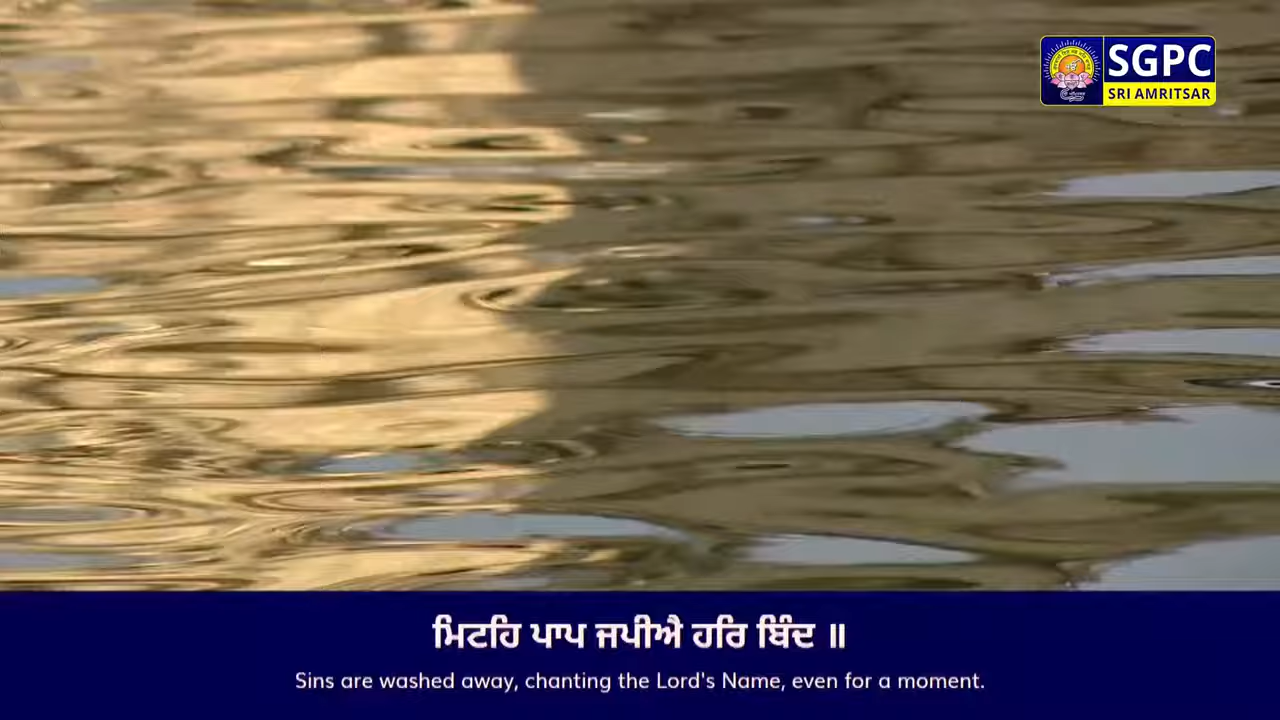 SGPC
SRI AMRITSAR
ਮਿਟਹਿ ਪਾਪ ਜਪੀਐ ਹਰਿ ਬਿੰਦ ॥
Sins are washed away, chanting the Lord's Name, even for a moment.